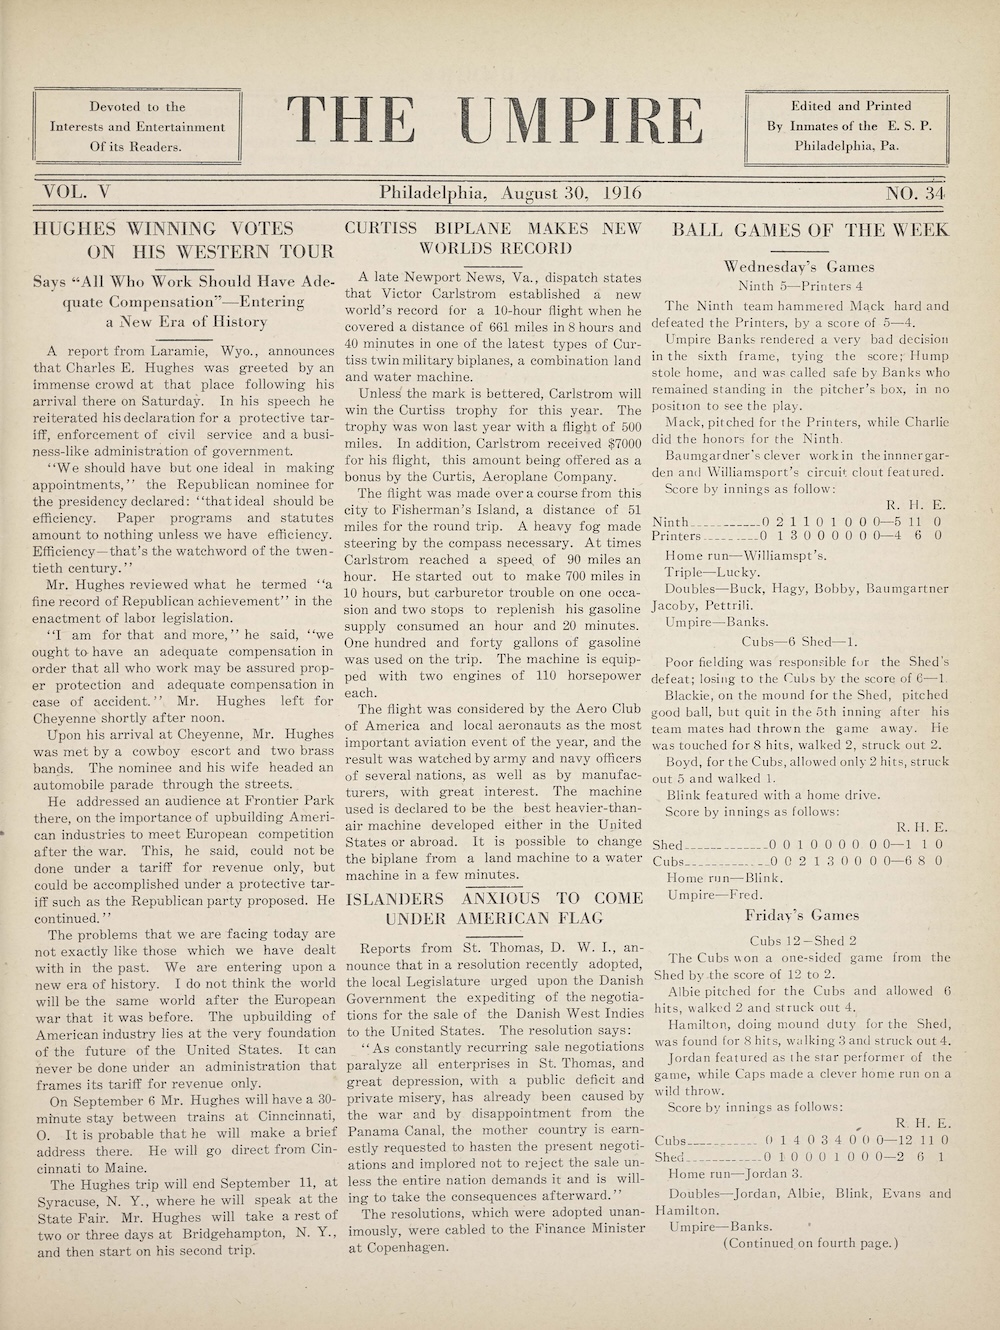 Devoted to the
Interests and Entertainment
Of its Readers.
THE UMPIRE
Edited and Printed
By Inmates of the E. S. P.
Philadelphia, Pa.
VOL. V
Philadelphia, August 30, 1916
NO. 34
HUGHES WINNING VOTES
ON HIS WESTERN TOUR
Says “All Who Work Should Have Ade-
quate Compensation”—Entering
a New Era of History
A report from Laramie, Wyo., announces
that Charles E. Hughes was greeted by an
immense crowd at that place following his
arrival there on Saturday. In his speech he
reiterated his declaration for a protective tar-
iff, enforcement of civil service and a busi-
ness-like administration of government.
“We should have but one ideal in making
appointments,” the Republican nominee for
the presidency declared: “that ideal should be
efficiency. Paper programs and statutes
amount to nothing unless we have efficiency.
Efficiency—that’s the watchword of the twen-
tieth century.”
Mr. Hughes reviewed what he termed “a
fine record of Republican achievement” in the
enactment of labor legislation.
“I am for that and more,” he said, “we
ought to have an adequate compensation in
order that all who work may be assured prop-
er protection and adequate compensation in
case of accident.” Mr. Hughes left for
Cheyenne shortly after noon.
Upon his arrival at Cheyenne, Mr. Hughes
was met by a cowboy escort and two brass
bands. The nominee and his wife headed an
automobile parade through the streets.
He addressed an audience at Frontier Park
there, on the importance of upbuilding Ameri-
can industries to meet European competition
after the war. This, he said, could not be
done under a tariff for revenue only, but
could be accomplished under a protective tar-
iff such as the Republican party proposed. He
continued.”
The problems that we are facing today are
not exactly like those which we have dealt
with in the past. We are entering upon a
new era of history. I do not think the world
will be the same world after the European
war that it was before. The upbuilding of
American industry lies at the very foundation
of the future of the United States. It can
never be done under an administration that
frames its tariff for revenue only.
On September 6 Mr. Hughes will have a 30-
minute stay between trains at Cinncinnati,
O. It is probable that he will make a brief
address there. He will go direct from Cin-
cinnati to Maine.
The Hughes trip will end September 11, at
Syracuse, N. Y., where he will speak at the
State Fair. Mr. Hughes will take a rest of
two or three days at Bridgehampton, N. Y.,
and then start on his second trip.
CURTISS BIPLANE MAKES NEW
WORLDS RECORD
A late Newport News, Va., dispatch states
that Victor Carlstrom established a new
world’s record for a 10-hour flight when he
covered a distance of 661 miles in 8 hours and
40 minutes in one of the latest types of Cur-
tiss twin military biplanes, a combination land
and water machine.
Unless the mark is bettered, Carlstrom will
win the Curtiss trophy for this year. The
trophy was won last year with a flight of 500
miles. In addition, Carlstrom received $7000
for his flight, this amount being offered as a
bonus by the Curtis, Aeroplane Company.
The flight was made over a course from this
city to Fisherman’s Island, a distance of 51
miles for the round trip. A heavy fog made
steering by the compass necessary. At times
Carlstrom reached a speed of 90 miles an
hour. He started out to make 700 miles in
10 hours, but carburetor trouble on one occa-
sion and two stops to replenish his gasoline
supply consumed an hour and 20 minutes.
One hundred and forty gallons of gasoline
was used on the trip. The machine is equip-
ped with two engines of 110 horsepower
each.
The flight was considered by the Aero Club
of America and local aeronauts as the most
important aviation event of the year, and the
result was watched by army and navy officers
of several nations, as well as by manufac-
turers, with great interest. The machine
used is declared to be the best heavier-than-
air machine developed either in the United
States or abroad. It is possible to change
the biplane from a land machine to a water
machine in a few minutes.
ISLANDERS ANXIOUS TO COME
UNDER AMERICAN FLAG
Reports from St. Thomas, D. W. I., an-
nounce that in a resolution recently adopted,
the local Legislature urged upon the Danish
Government the expediting of the negotia-
tions for the sale of the Danish West Indies
to the United States. The resolution says:
“As constantly recurring sale negotiations
paralyze all enterprises in St. Thomas, and
great depression, with a public deficit and
private misery, has already been caused by
the war and by disappointment from the
Panama Canal, the mother country is earn-
estly requested to hasten the present negoti-
ations and implored not to reject the sale un-
less the entire nation demands it and is will-
ing to take the consequences afterward.”
The resolutions, which were adopted unan-
imously, were cabled to the Finance Minister
at Copenhagen.
BALL GAMES OF THE WEEK
Wednesday’s Games
Ninth 5—Printers 4
The Ninth team hammered Mack hard and
defeated the Printers, by a score of 5—4.
Umpire Banks rendered a very bad decision
in the sixth frame, tying the score; Hump
stole home, and was called safe by Banks who
remained standing in the pitcher’s box, in no
position to see the play.
Mack, pitched for the Printers, while Charlie
did the honors for the Ninth.
Baumgardner’s clever work in the innner gar-
den and Williamsport’s circuit clout featured.
Score by innings as follow:
R. H. E.
Ninth___________0 2 1 1 0 1 0 0 0—5 11 0
Printers_________0 1 3 0 0 0 0 0 0—4 6 0
Home run—Williamspt’s.
Triple—Lucky.
Doubles—Buck, Hagy, Bobby, Baumgartner
Jacoby, Pettrili.
Umpire—Banks.
Cubs—6 Shed—1.
Poor fielding was responsible for the Shed’s
defeat; losing to the Cubs by the score of 6—1.
Blackie, on the mound for the Shed, pitched
good ball, but quit in the 5th inning after his
team mates had thrown the game away. He
was touched for 8 hits, walked 2, struck out 2.
Boyd, for the Cubs, allowed only 2 hits, struck
out 5 and walked 1.
Blink featured with a home drive.
Score by innings as follows:
R. H. E.
Shed_____________0 0 1 0 0 0 0 0 0—1 1 0
Cubs_____________0 0 2 1 3 0 0 0 0—6 8 0
Home run—Blink.
Umpire—Fred.
Friday’s Games
Cubs 12—Shed 2
The Cubs won a one-sided game from the
Shed by the score of 12 to 2.
Albie pitched for the Cubs and allowed 6
hits, walked 2 and struck out 4.
Hamilton, doing mound duty for the Shed,
was found for 8 hits, walking 3 and struck out 4.
Jordan featured as the star performer of the
game, while Caps made a clever home run on a
wild throw.
Score by innings as follows:
R. H. E.
Cubs___________ 0 1 4 0 3 4 0 0 0—12 11 0
Shed____________0 1 0 0 0 1 0 0 0—2 6 1
Home run—Jordan 3.
Doubles—Jordan, Albie, Blink, Evans and
Hamilton.
Umpire—Banks.
(Continued on fourth page.)